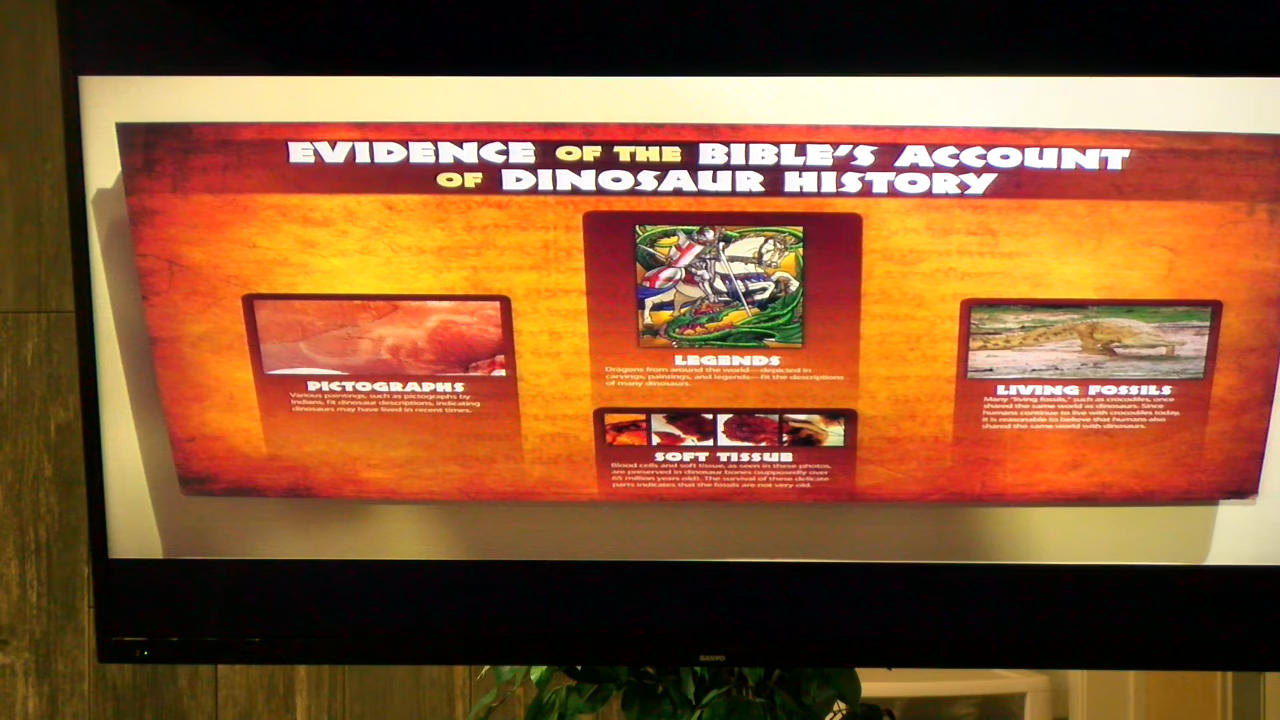 EVIDENCE OF THE BIBLE'S ACCOUNT
OF DINOSAUR HISTORY
PICTOGRAPHS
Various paintings, such as pictographs by
Indians, fit dinosaur descriptions, indicating
dinosaurs may have lived in recent times.
LEGENDS
Dragons from around the world—depicted in
carvings, paintings, and legends—fit the descriptions
of many dinosaurs.
SOFT TISSUE
Blood cells and soft tissue, as seen in these photos,
are preserved in dinosaur bones (supposedly over
65 million years old). The survival of these delicate
parts indicates that the fossils are not very old.
LIVING FOSSILS
Many "living fossils," such as crocodiles, once
shared the same world as dinosaurs. Since
humans continue to live with crocodiles today,
it is reasonable to believe that humans also
shared the same world with dinosaurs.
SANYO